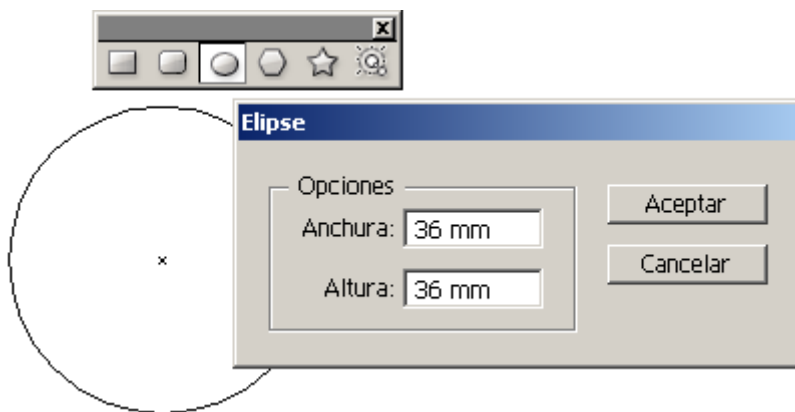 Elipse
Opciones
Anchura: 36 mm
Altura: 36 mm
Aceptar
Cancelar